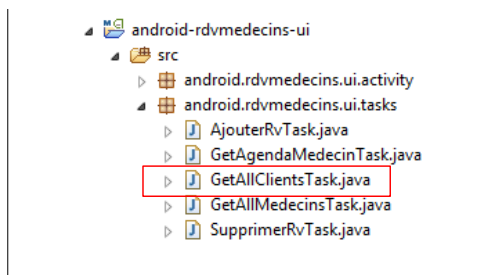 android-rdvmedecins-ui
src
android.rdvmedecins.ui.activity
android.rdvmedecins.ui.tasks
AjouterRvTask.java
GetAgendaMedecinTask.java
GetAllClientsTask.java
GetAllMedecinsTask.java
SupprimerRvTask.java